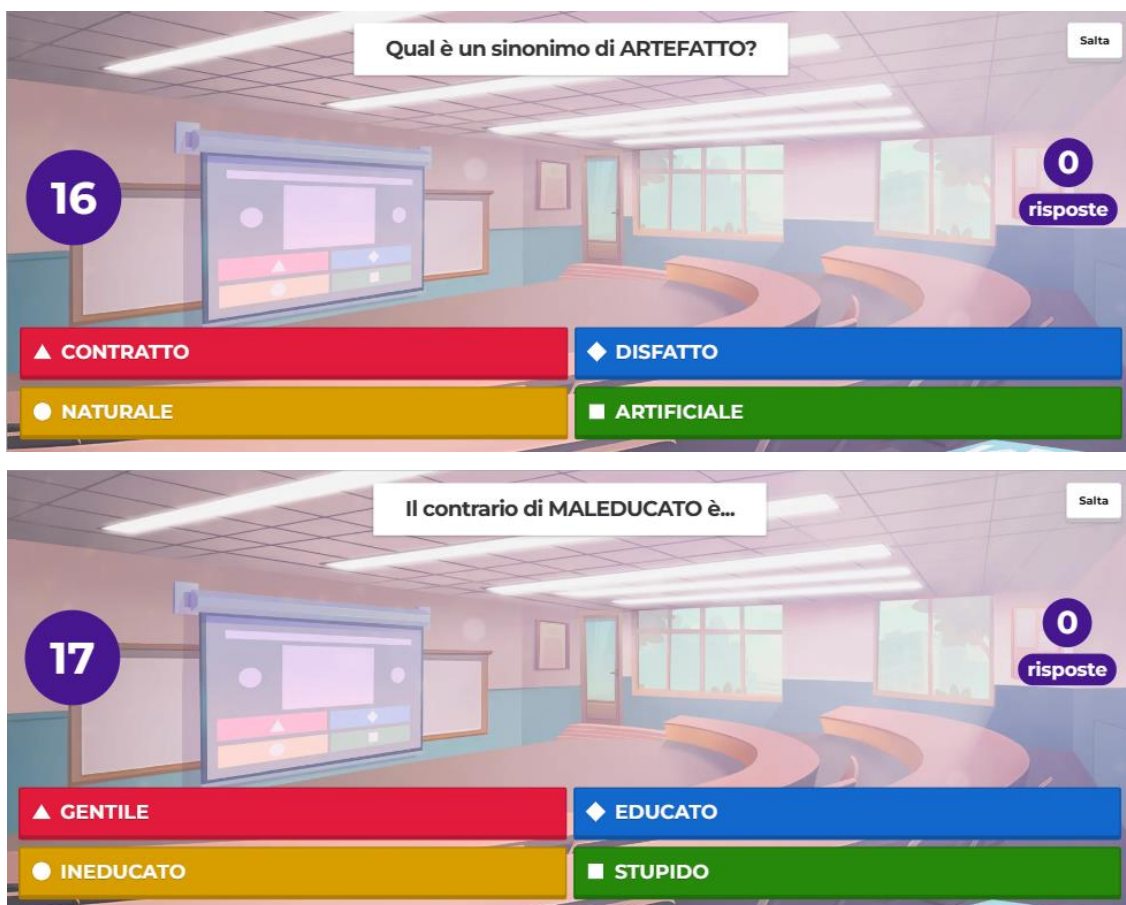 Qual è un sinonimo di ARTEFATTO?
Salta
16
0
risposte
CONTRATTO
DISFATTO
NATURALE
ARTIFICIALE
Il contrario di MALEDUCATO è...
Salta
17
0
risposte
GENTILE
EDUCATO
INEDUCATO
STUPIDO